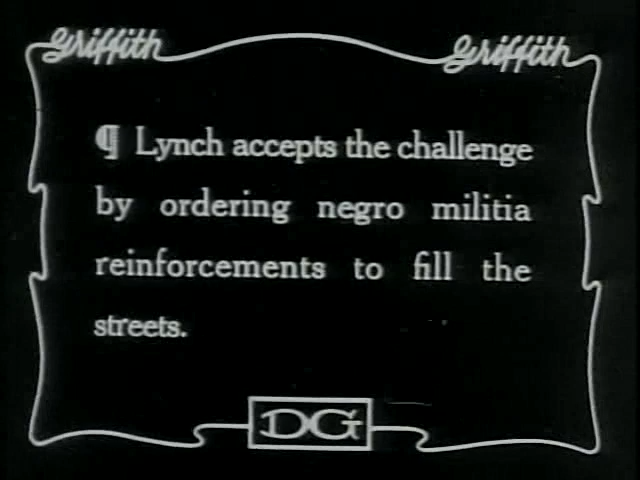 Griffith Griffith
¶ Lynch accepts the challenge
by ordering negro militia
reinforcements to fill the
streets.
DG